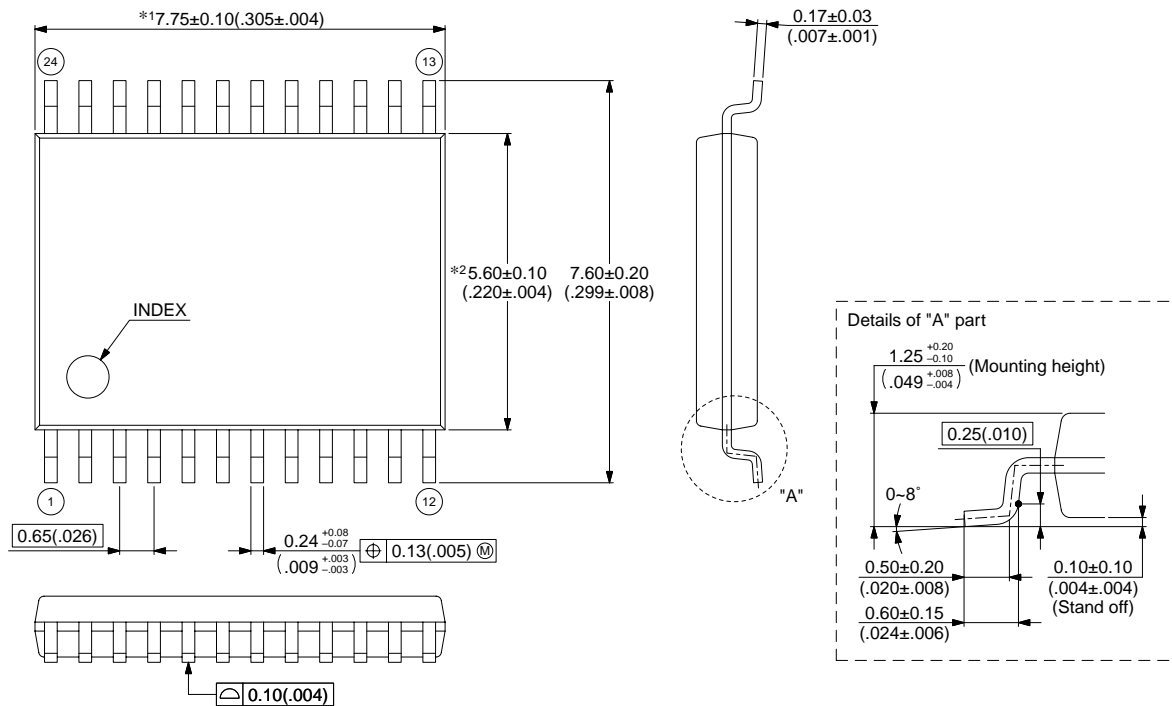 *1 7.75±0.10(.305±.004)
0.17±0.03
(.007±.001)
24
13
*2 5.60±0.10
(.220±.004)
7.60±0.20
(.299±.008)
INDEX
1
12
"A"
0.65(.026)
0.24 +0.08 -0.07
(.009 +.003 -.003)
⌖ 0.13(.005) Ⓜ
⌓ 0.10(.004)
Details of "A" part
1.25 +0.20 -0.10
(.049 +.008 -.004)
(Mounting height)
0.25(.010)
0~8°
0.50±0.20
(.020±.008)
0.60±0.15
(.024±.006)
0.10±0.10
(.004±.004)
(Stand off)